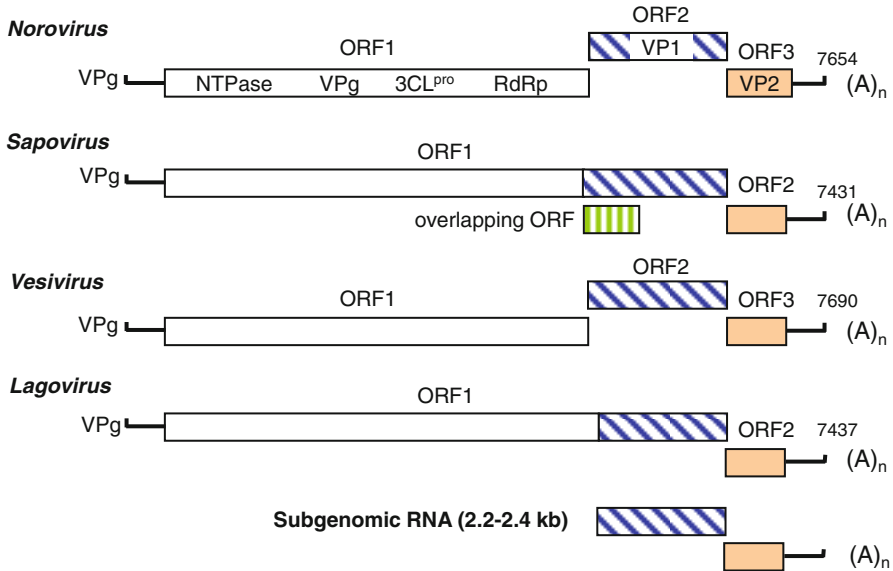 Norovirus
ORF2
ORF1
VP1
ORF3
7654
VPg
NTPase VPg 3CLpro RdRp
VP2
(A)n
Sapovirus
ORF1
VPg
ORF2
7431
overlapping ORF
(A)n
Vesivirus
ORF2
ORF1
ORF3
7690
VPg
(A)n
Lagovirus
ORF1
VPg
ORF2
7437
(A)n
Subgenomic RNA (2.2-2.4 kb)
(A)n